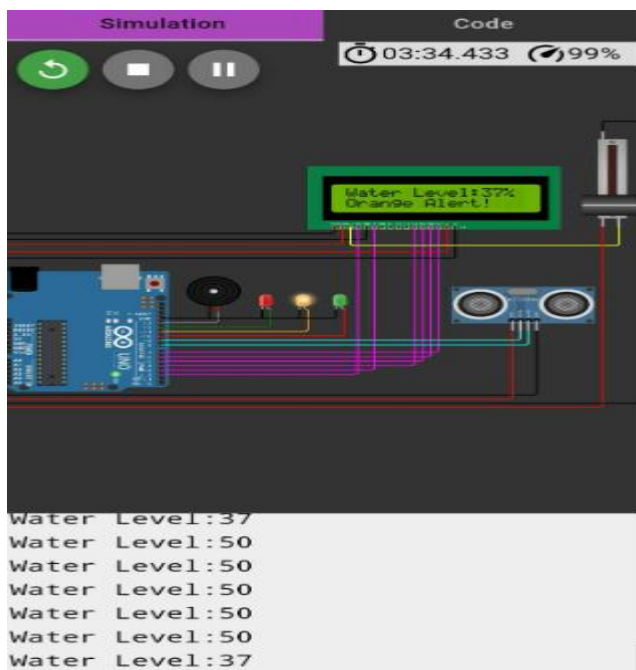 Simulation
Code
03:34.433
99%
Water Level:37%
Orange Alert!
UNO
Water Level:37
Water Level:50
Water Level:50
Water Level:50
Water Level:50
Water Level:50
Water Level:37